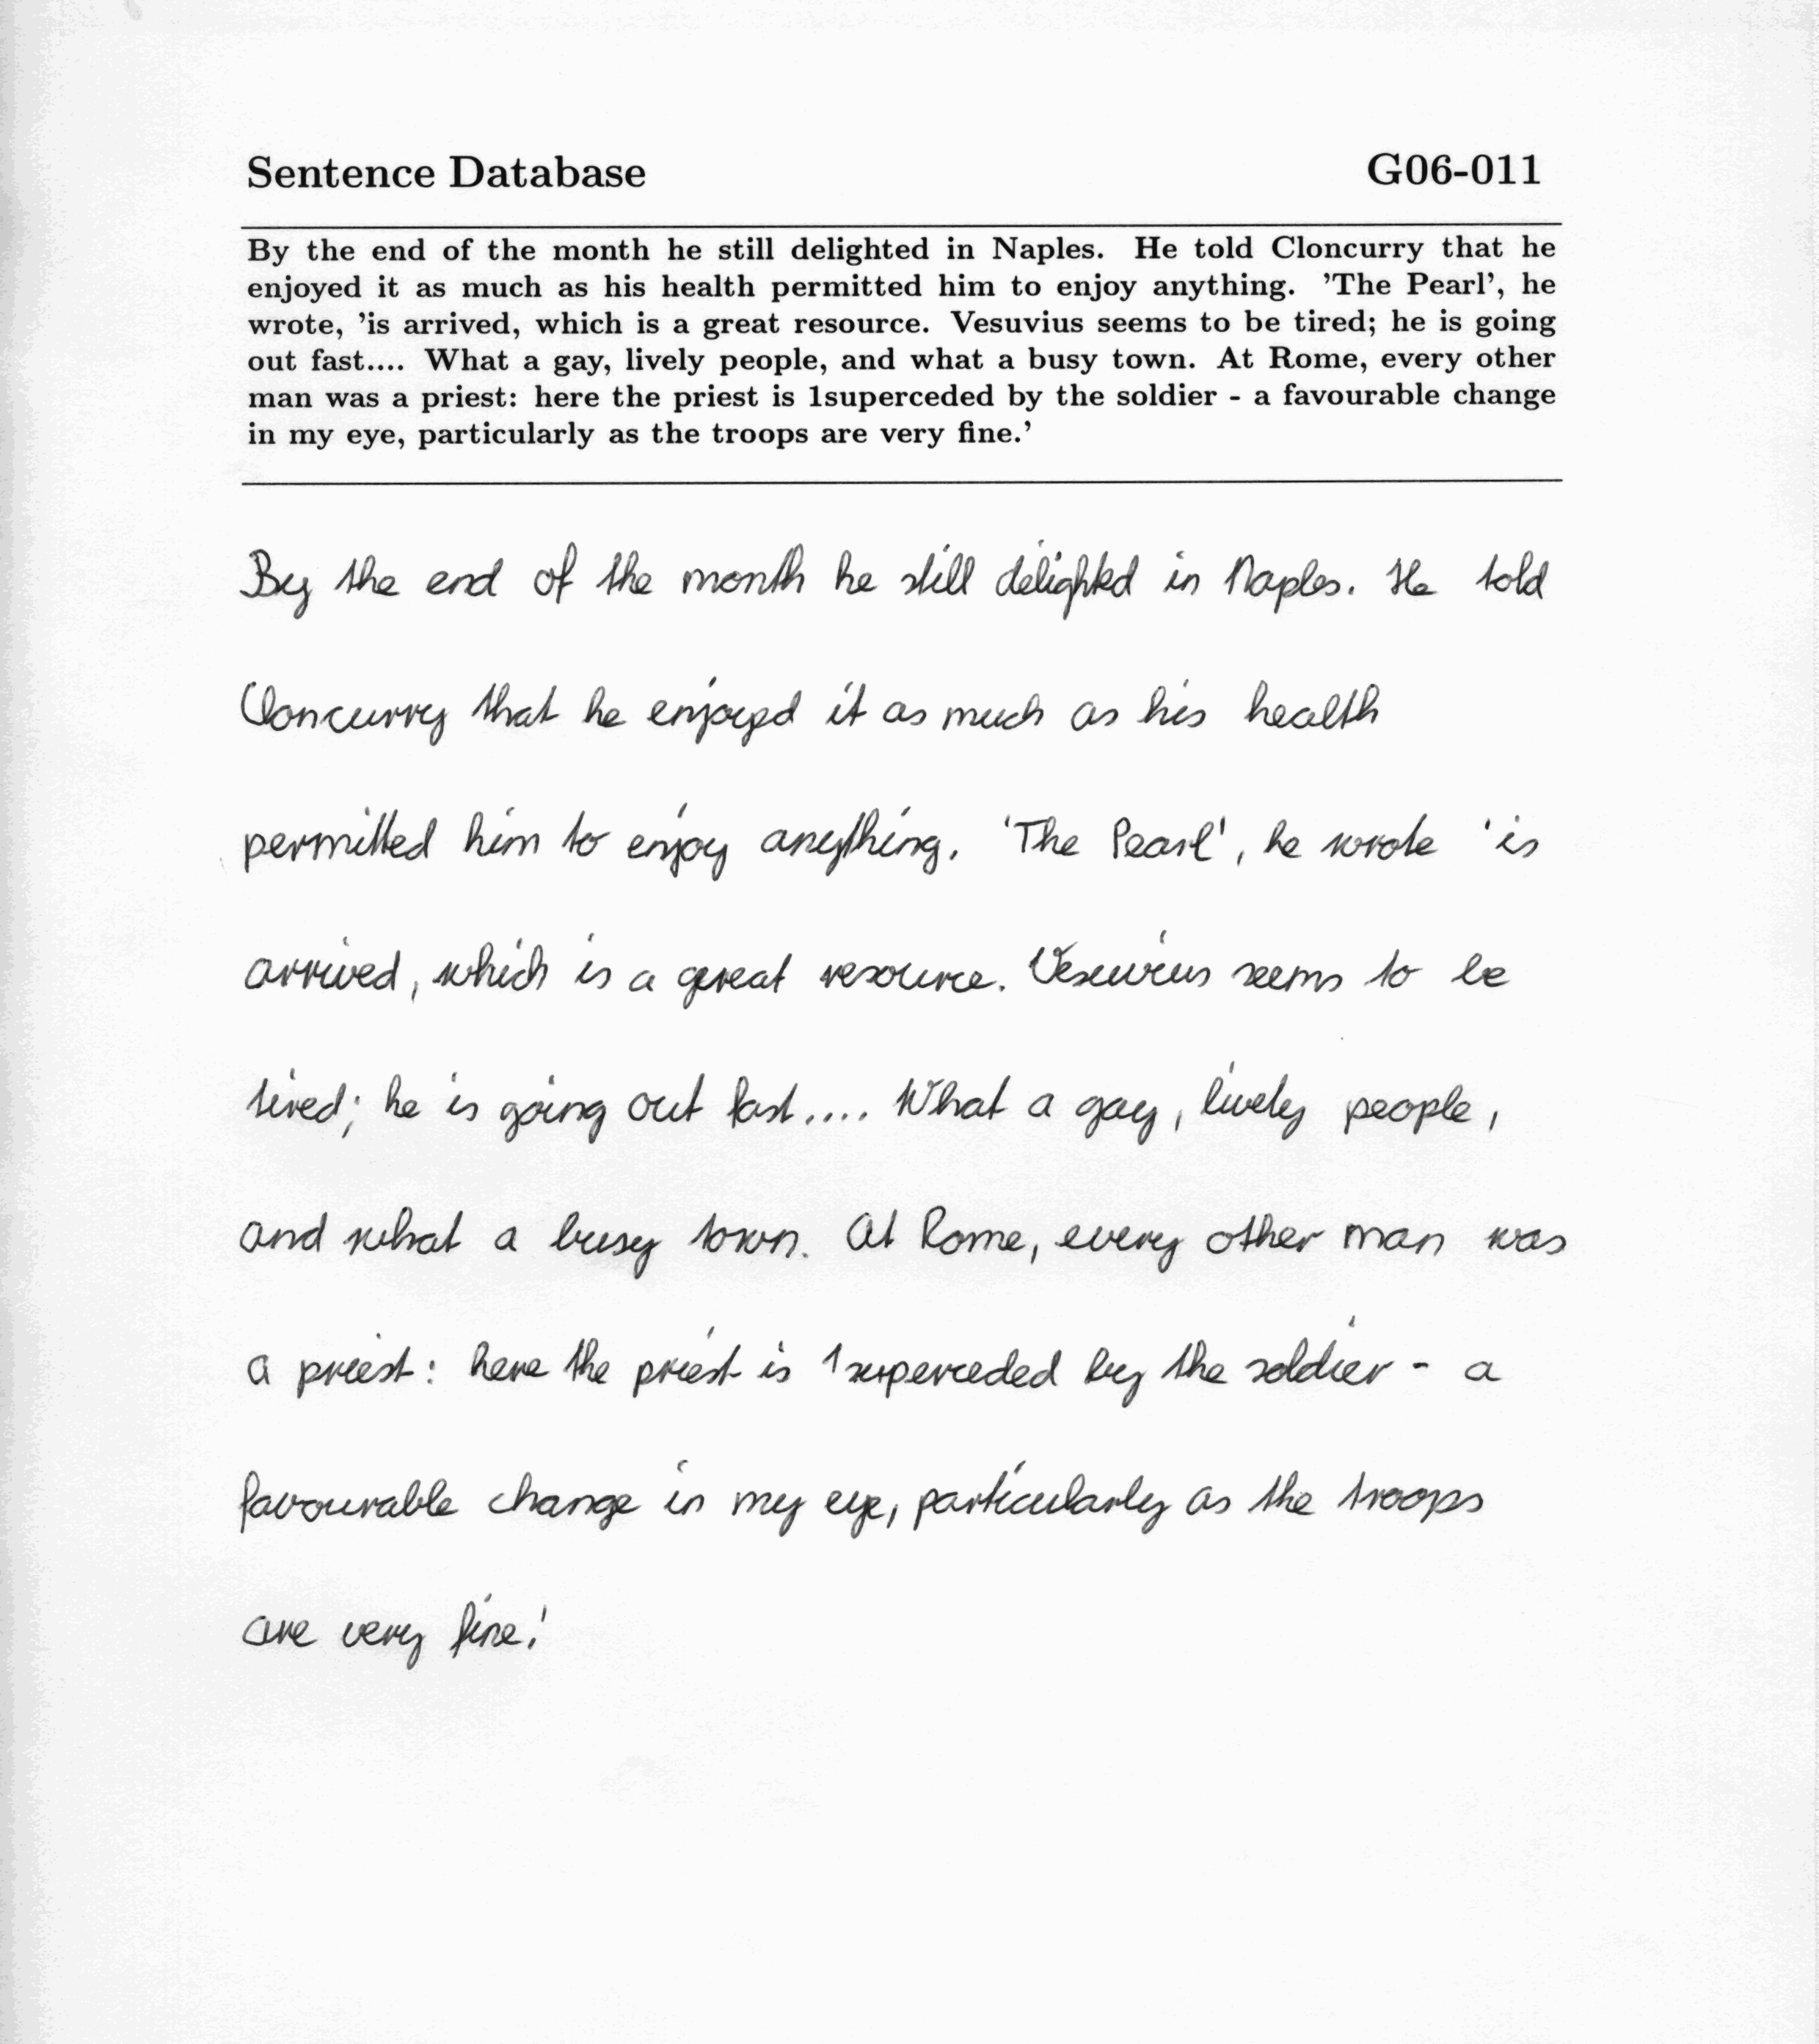 Sentence Database G06-011
By the end of the month he still delighted in Naples. He told Cloncurry that he
enjoyed it as much as his health permitted him to enjoy anything. 'The Pearl', he
wrote, 'is arrived, which is a great resource. Vesuvius seems to be tired; he is going
out fast.... What a gay, lively people, and what a busy town. At Rome, every other
man was a priest: here the priest is 1superceded by the soldier - a favourable change
in my eye, particularly as the troops are very fine.'
By the end of the month he still delighted in Naples. He told
Cloncurry that he enjoyed it as much as his health
permitted him to enjoy anything. 'The Pearl', he wrote 'is
arrived, which is a great resource. Vesuvius seems to be
tired; he is going out fast.... What a gay, lively people,
and what a busy town. At Rome, every other man was
a priest: here the priest is 1superceded by the soldier - a
favourable change in my eye, particularly as the troops
are very fine.'